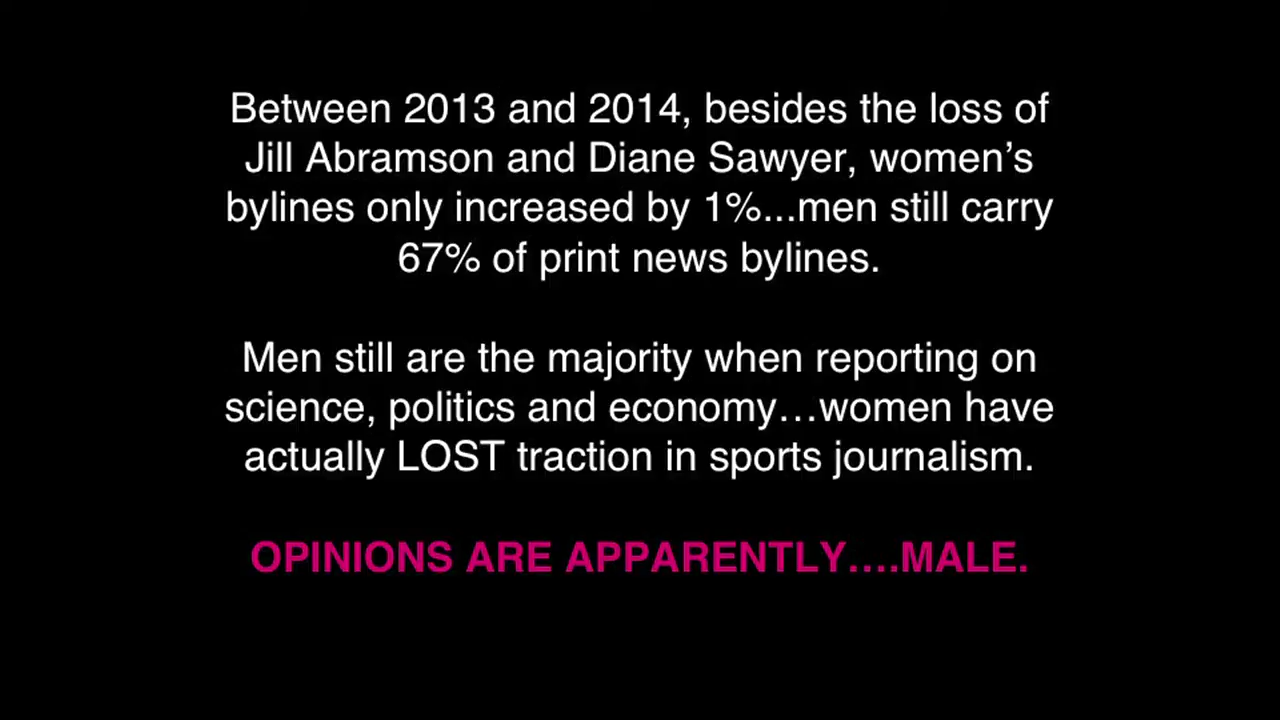 Between 2013 and 2014, besides the loss of
Jill Abramson and Diane Sawyer, women’s
bylines only increased by 1%...men still carry
67% of print news bylines.
Men still are the majority when reporting on
science, politics and economy…women have
actually LOST traction in sports journalism.
OPINIONS ARE APPARENTLY….MALE.